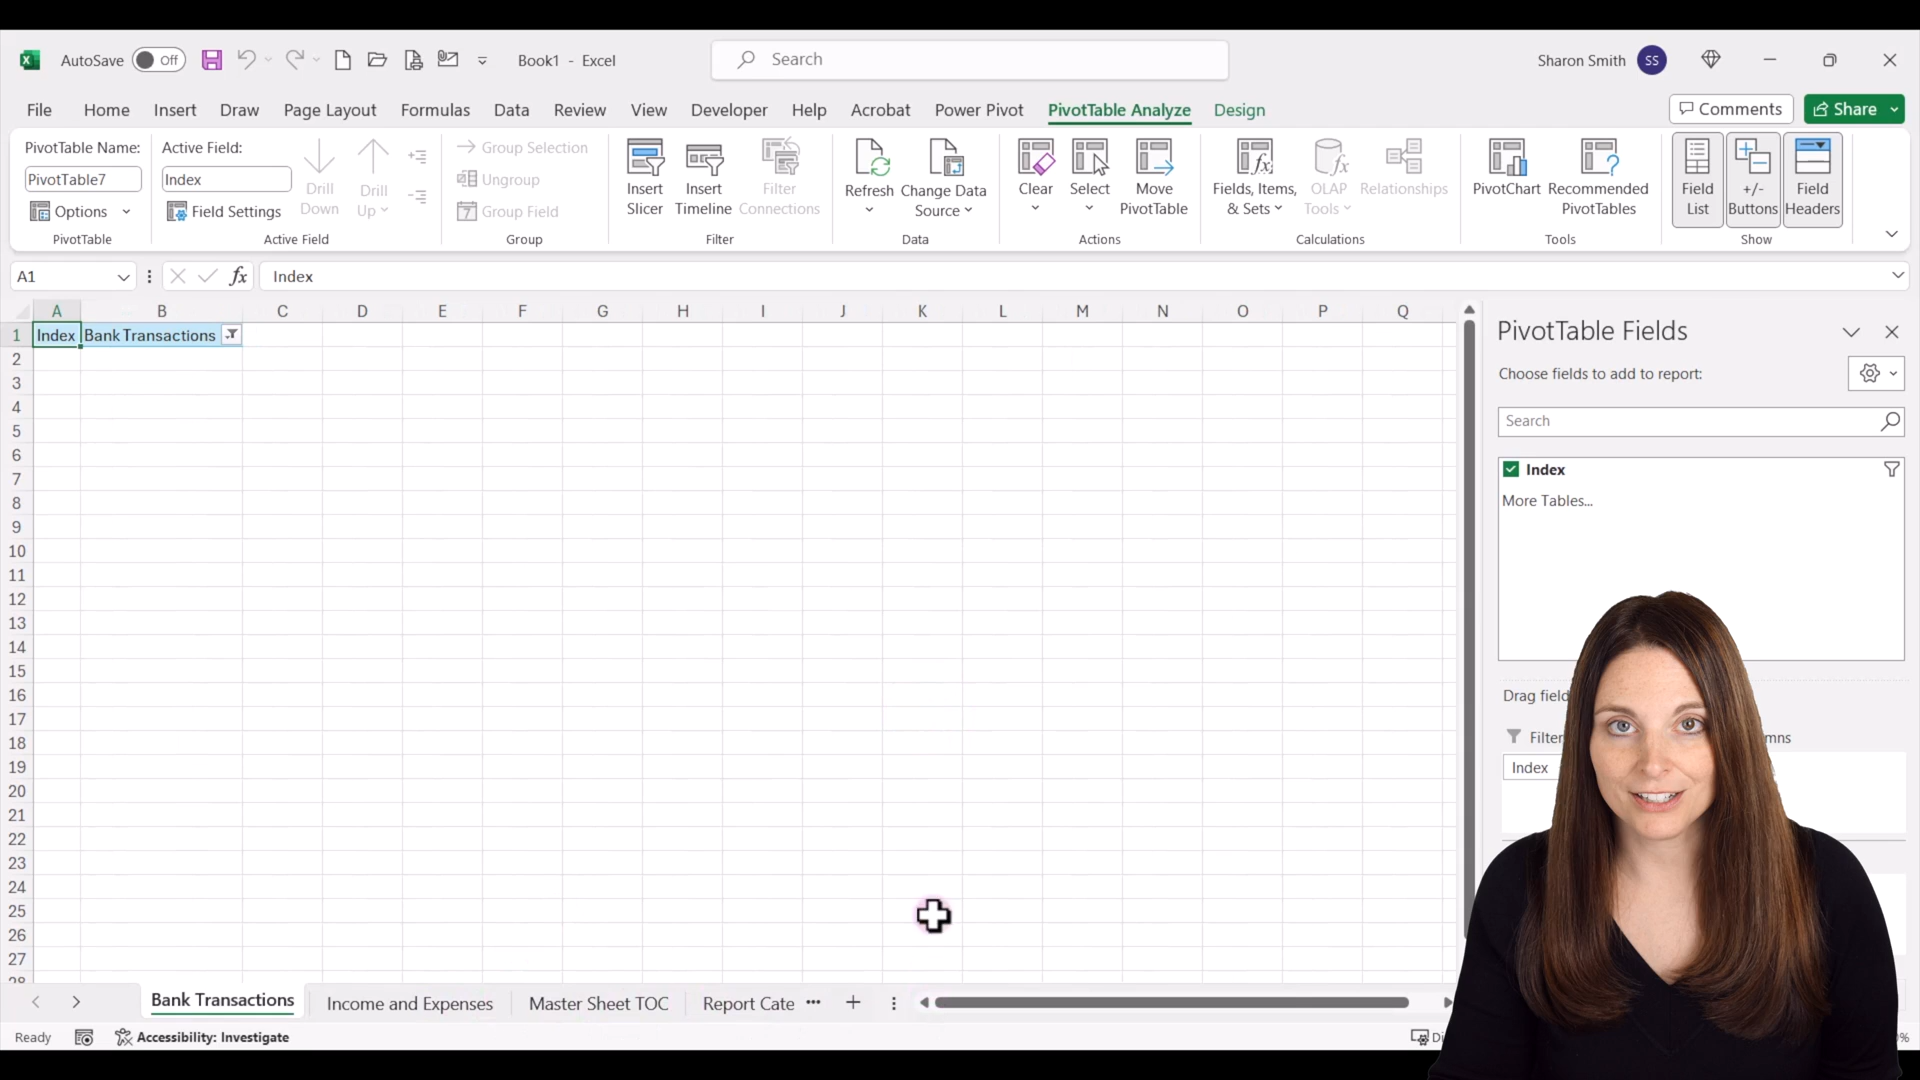 AutoSave Off Book1 - Excel Search Sharon Smith SS
File Home Insert Draw Page Layout Formulas Data Review View Developer Help Acrobat Power Pivot PivotTable Analyze Design Comments Share
PivotTable Name:
PivotTable7
Options
PivotTable
Active Field:
Index
Field Settings
Drill Down
Drill Up
Active Field
Group Selection
Ungroup
Group Field
Group
Insert Slicer
Insert Timeline
Filter Connections
Filter
Refresh
Change Data Source
Data
Clear
Select
Move PivotTable
Actions
Fields, Items, & Sets
OLAP Tools
Relationships
Calculations
PivotChart
Recommended PivotTables
Tools
Field List
+/- Buttons
Field Headers
Show
A1 fx Index
A B C D E F G H I J K L M N O P Q
1 Index Bank Transactions
2
3
4
5
6
7
8
9
10
11
12
13
14
15
16
17
18
19
20
21
22
23
24
25
26
27
28
PivotTable Fields
Choose fields to add to report:
Search
Index
More Tables...
Drag field
Filter
mns
Index
Bank Transactions Income and Expenses Master Sheet TOC Report Cate ...
Ready Accessibility: Investigate Di %